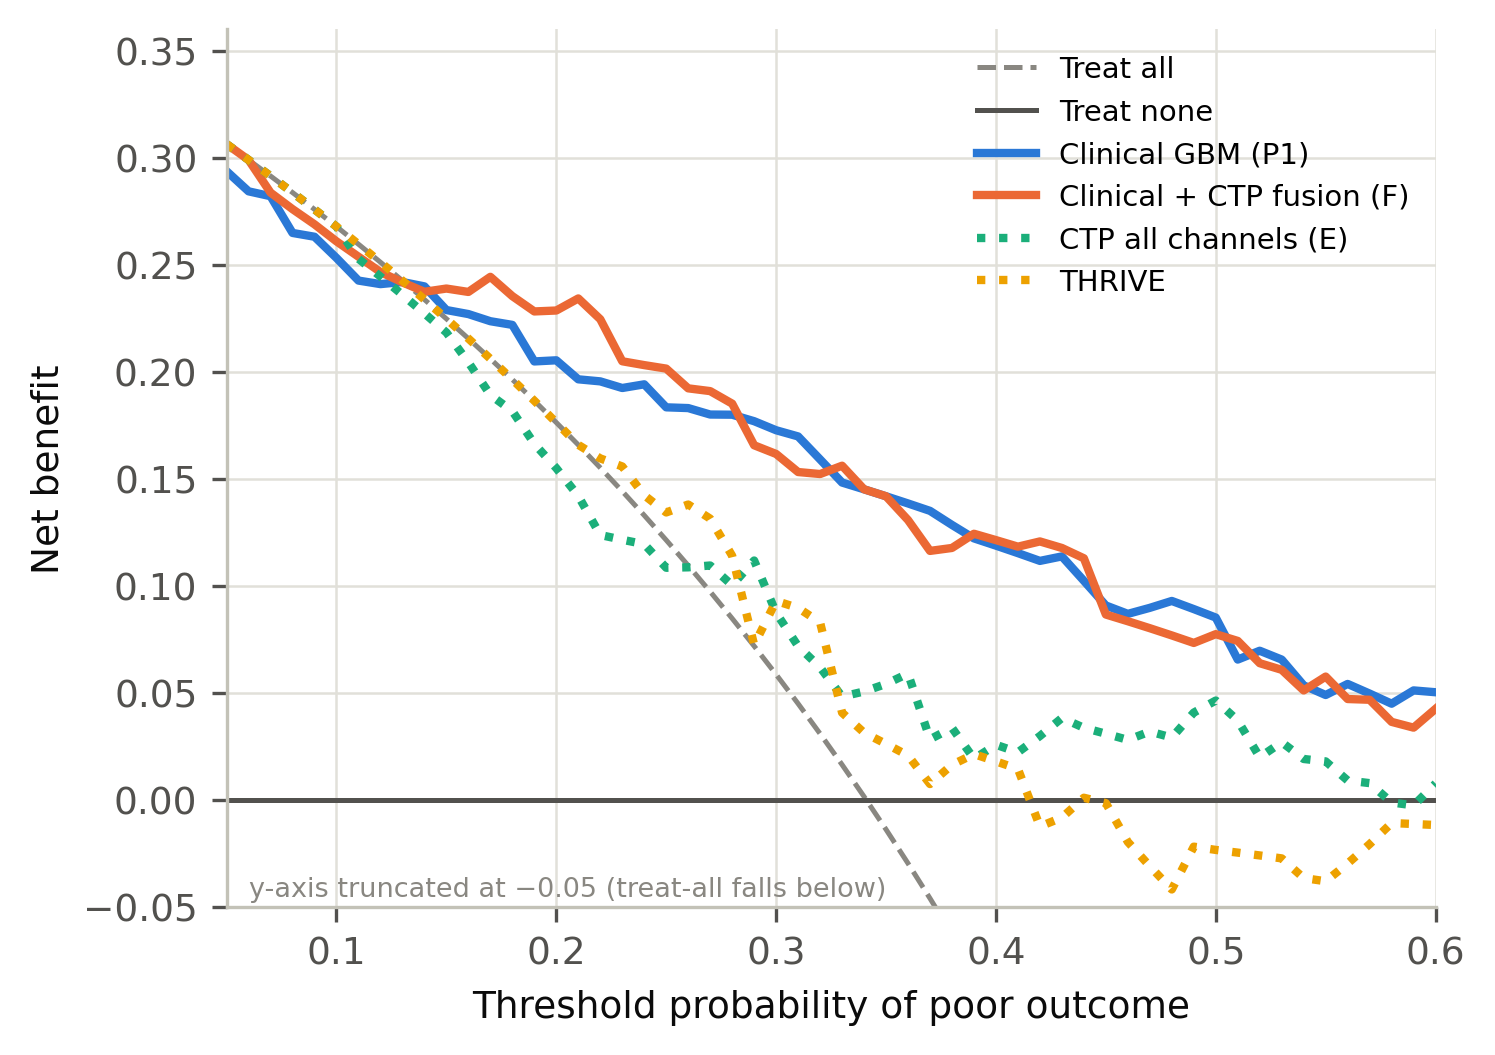 0.35
0.30
0.25
0.20
0.15
0.10
0.05
0.00
−0.05
Net benefit
Treat all
Treat none
Clinical GBM (P1)
Clinical + CTP fusion (F)
CTP all channels (E)
THRIVE
y-axis truncated at −0.05 (treat-all falls below)
0.1 0.2 0.3 0.4 0.5 0.6
Threshold probability of poor outcome